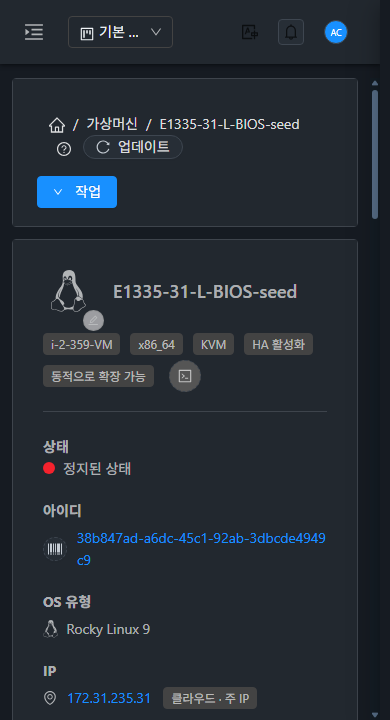 기본 ...
AC
/ 가상머신 / E1335-31-L-BIOS-seed
업데이트
작업
E1335-31-L-BIOS-seed
i-2-359-VM x86_64 KVM HA 활성화
동적으로 확장 가능
상태
정지된 상태
아이디
38b847ad-a6dc-45c1-92ab-3dbcde4949
c9
OS 유형
Rocky Linux 9
IP
172.31.235.31 클라우드 · 주 IP